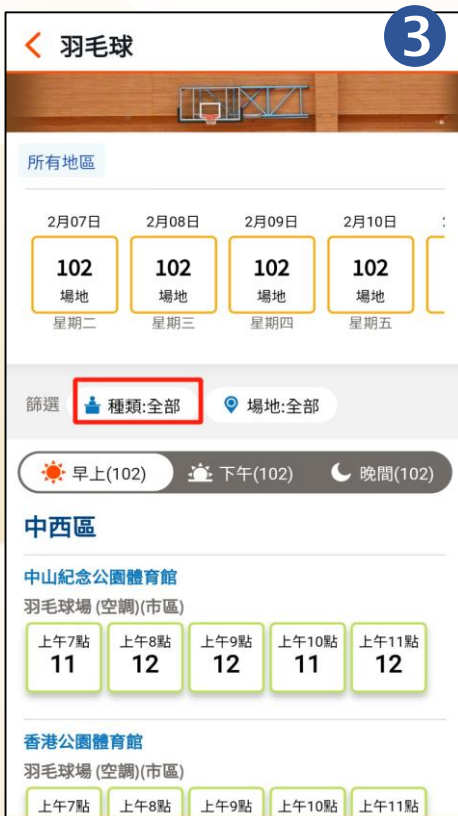 3
羽毛球
所有地區
2月07日 2月08日 2月09日 2月10日
102 102 102 102
場地 場地 場地 場地
星期二 星期三 星期四 星期五
篩選 種類:全部 場地:全部
早上(102) 下午(102) 晚間(102)
中西區
中山紀念公園體育館
羽毛球場 (空調)(市區)
上午7點 上午8點 上午9點 上午10點 上午11點
11 12 12 11 12
香港公園體育館
羽毛球場 (空調)(市區)
上午7點 上午8點 上午9點 上午10點 上午11點